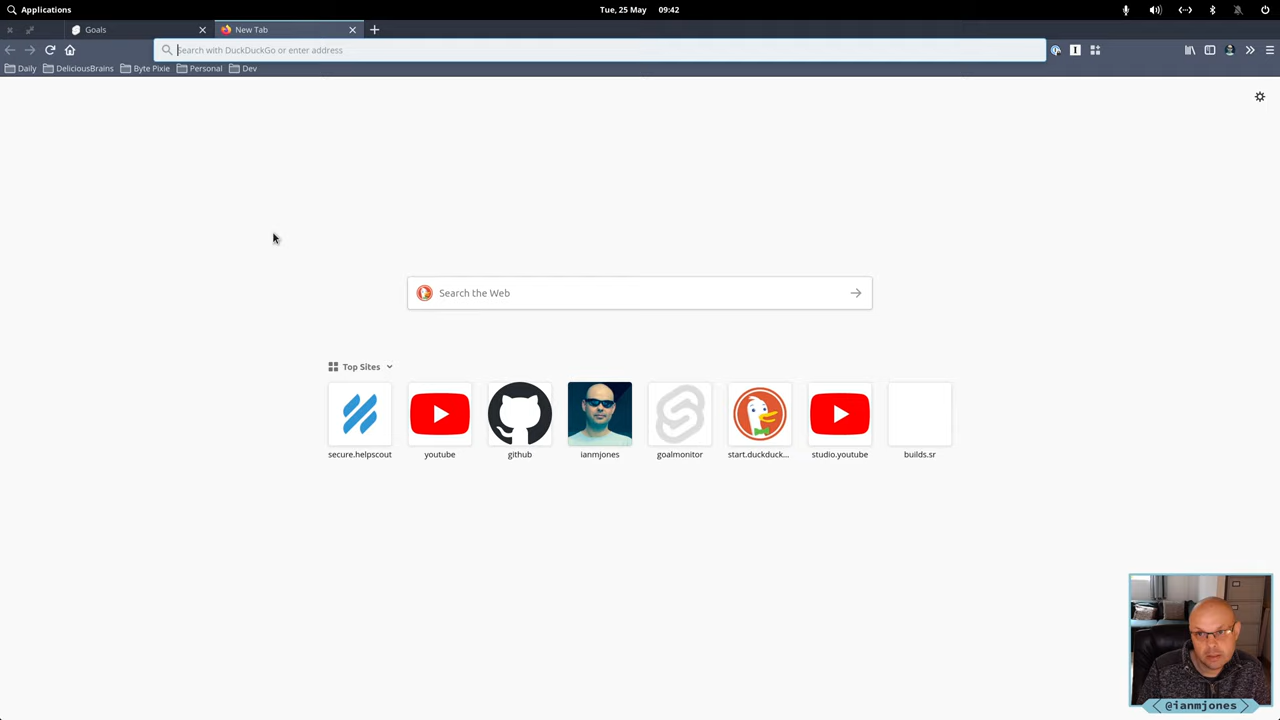 Applications
Tue, 25 May 09:42
Goals
New Tab
Search with DuckDuckGo or enter address
Daily
DeliciousBrains
Byte Pixie
Personal
Dev
Search the Web
Top Sites
secure.helpscout
youtube
github
ianmjones
goalmonitor
start.duckduck...
studio.youtube
builds.sr
@ianmjones